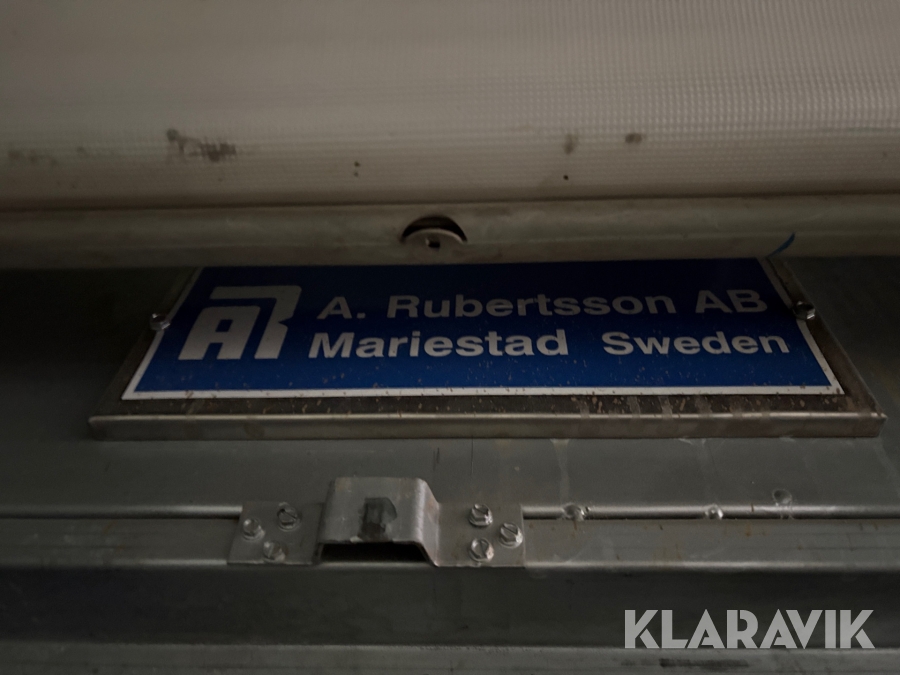 AR
A. Rubertsson AB
Mariestad Sweden
KLARAVIK